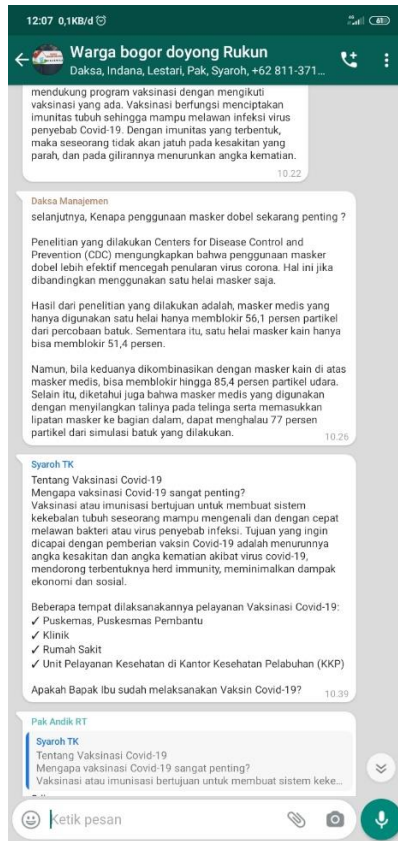 12:07 0,1KB/d
Warga bogor doyong Rukun
Daksa, Indana, Lestari, Pak, Syaroh, +62 811-371...
mendukung program vaksinasi dengan mengikuti
vaksinasi yang ada. Vaksinasi berfungsi menciptakan
imunitas tubuh sehingga mampu melawan infeksi virus
penyebab Covid-19. Dengan imunitas yang terbentuk,
maka seseorang tidak akan jatuh pada kesakitan yang
parah, dan pada gilirannya menurunkan angka kematian.
10.22
Daksa Manajemen
selanjutnya, Kenapa penggunaan masker dobel sekarang penting ?
Penelitian yang dilakukan Centers for Disease Control and
Prevention (CDC) mengungkapkan bahwa penggunaan masker
dobel lebih efektif mencegah penularan virus corona. Hal ini jika
dibandingkan menggunakan satu helai masker saja.
Hasil dari penelitian yang dilakukan adalah, masker medis yang
hanya digunakan satu helai hanya memblokir 56,1 persen partikel
dari percobaan batuk. Sementara itu, satu helai masker kain hanya
bisa memblokir 51,4 persen.
Namun, bila keduanya dikombinasikan dengan masker kain di atas
masker medis, bisa memblokir hingga 85,4 persen partikel udara.
Selain itu, diketahui juga bahwa masker medis yang digunakan
dengan menyilangkan talinya pada telinga serta memasukkan
lipatan masker ke bagian dalam, dapat menghalau 77 persen
partikel dari simulasi batuk yang dilakukan.
10.26
Syaroh TK
Tentang Vaksinasi Covid-19
Mengapa vaksinasi Covid-19 sangat penting?
Vaksinasi atau imunisasi bertujuan untuk membuat sistem
kekebalan tubuh seseorang mampu mengenali dan dengan cepat
melawan bakteri atau virus penyebab infeksi. Tujuan yang ingin
dicapai dengan pemberian vaksin Covid-19 adalah menurunnya
angka kesakitan dan angka kematian akibat virus covid-19,
mendorong terbentuknya herd immunity, meminimalkan dampak
ekonomi dan sosial.
Beberapa tempat dilaksanakannya pelayanan Vaksinasi Covid-19:
✓ Puskemas, Puskesmas Pembantu
✓ Klinik
✓ Rumah Sakit
✓ Unit Pelayanan Kesehatan di Kantor Kesehatan Pelabuhan (KKP)
Apakah Bapak Ibu sudah melaksanakan Vaksin Covid-19?
10.39
Pak Andik RT
Syaroh TK
Tentang Vaksinasi Covid-19
Mengapa vaksinasi Covid-19 sangat penting?
Vaksinasi atau imunisasi bertujuan untuk membuat sistem keke...
Ketik pesan